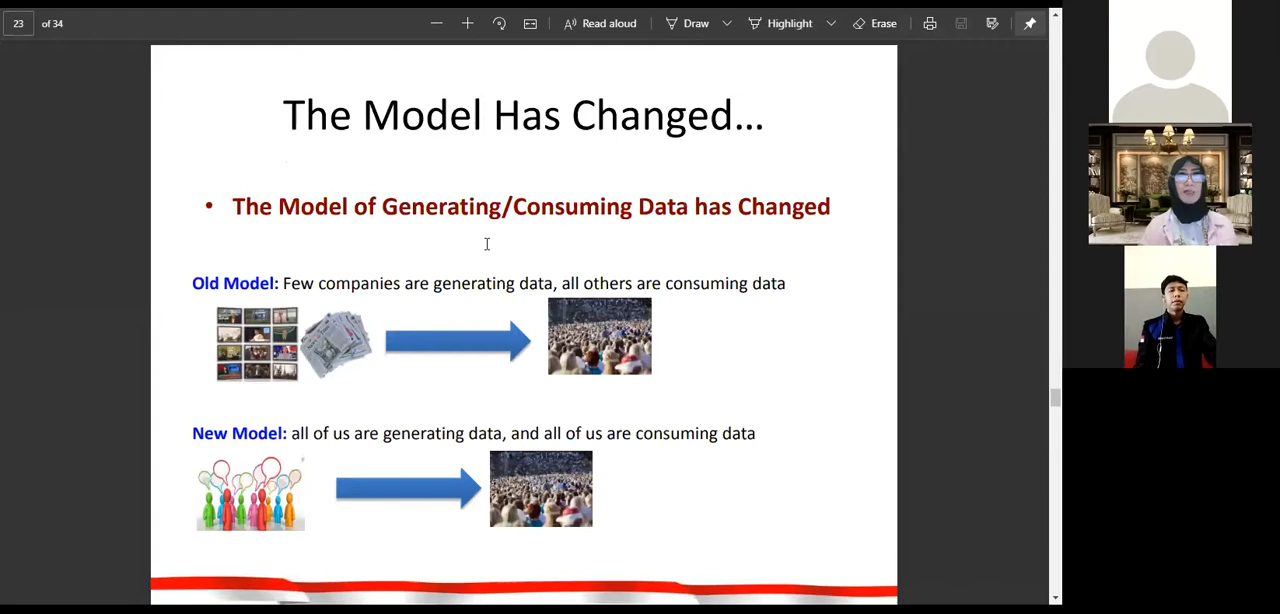 23 of 34
Read aloud
Draw
Highlight
Erase
The Model Has Changed...
• The Model of Generating/Consuming Data has Changed
Old Model: Few companies are generating data, all others are consuming data
New Model: all of us are generating data, and all of us are consuming data